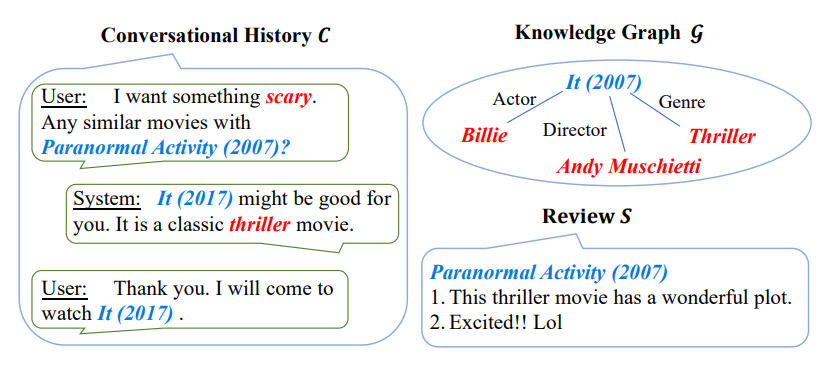 Conversational History C
User: I want something scary.
Any similar movies with
Paranormal Activity (2007)?
System: It (2017) might be good for
you. It is a classic thriller movie.
User: Thank you. I will come to
watch It (2017) .
Knowledge Graph G
It (2007)
Actor
Genre
Billie
Director
Thriller
Andy Muschietti
Review S
Paranormal Activity (2007)
1. This thriller movie has a wonderful plot.
2. Excited!! Lol